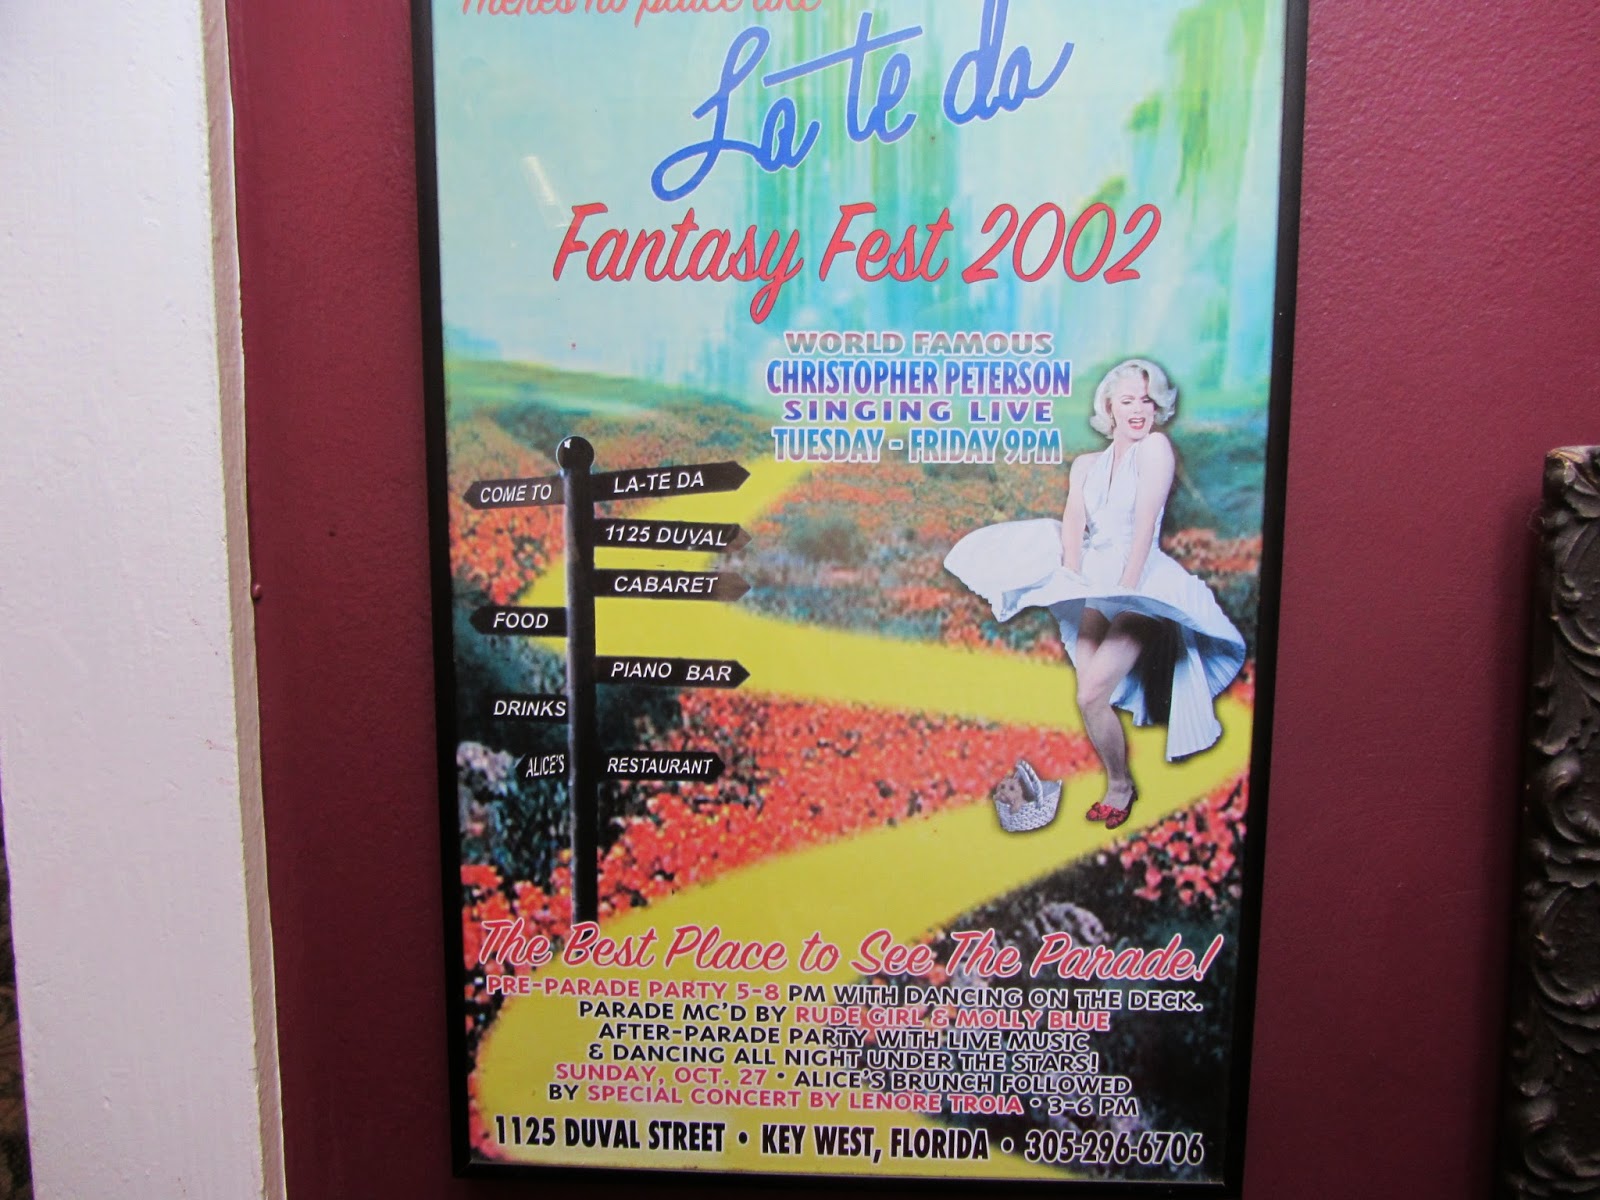 There's no place like
La te da
Fantasy Fest 2002
WORLD FAMOUS
CHRISTOPHER PETERSON
SINGING LIVE
TUESDAY - FRIDAY 9PM
COME TO
LA-TE DA
1125 DUVAL
CABARET
FOOD
PIANO BAR
DRINKS
ALICE'S RESTAURANT
The Best Place to See The Parade!
PRE-PARADE PARTY 5-8 PM WITH DANCING ON THE DECK.
PARADE MC'D BY RUDE GIRL & MOLLY BLUE
AFTER-PARADE PARTY WITH LIVE MUSIC
& DANCING ALL NIGHT UNDER THE STARS!
SUNDAY, OCT. 27 • ALICE'S BRUNCH FOLLOWED
BY SPECIAL CONCERT BY LENORE TROIA • 3-6 PM
1125 DUVAL STREET • KEY WEST, FLORIDA • 305-296-6706